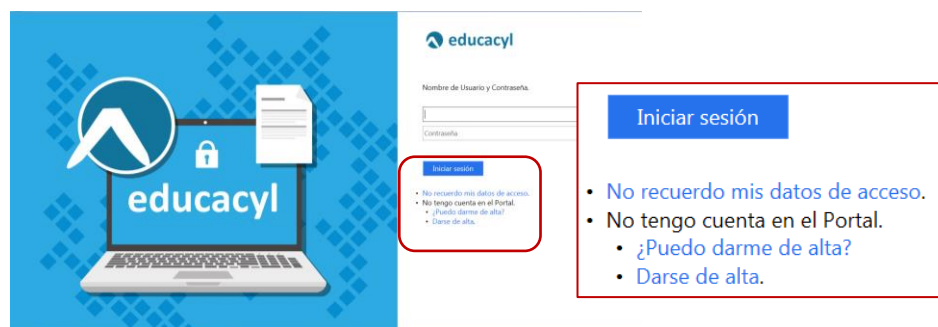 educacyl
educacyl
Nombre de Usuario y Contraseña.
Contraseña
Iniciar sesión
• No recuerdo mis datos de acceso.
• No tengo cuenta en el Portal.
• ¿Puedo darme de alta?
• Darse de alta.
Iniciar sesión
• No recuerdo mis datos de acceso.
• No tengo cuenta en el Portal.
• ¿Puedo darme de alta?
• Darse de alta.